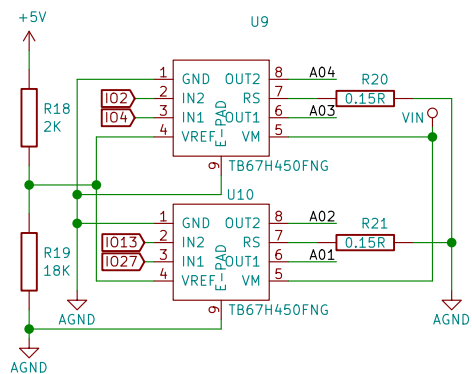 +5V
U9
1 GND OUT2 8 A04
IO2 2 IN2 RS 7
IO4 3 IN1 OUT1 6 A03
4 VREF VM 5
E-PAD
9
TB67H450FNG
R20
0.15R
VIN
R18
2K
U10
1 GND OUT2 8 A02
IO13 2 IN2 RS 7
IO27 3 IN1 OUT1 6 A01
4 VREF VM 5
E-PAD
9
TB67H450FNG
R21
0.15R
R19
18K
AGND
AGND
AGND